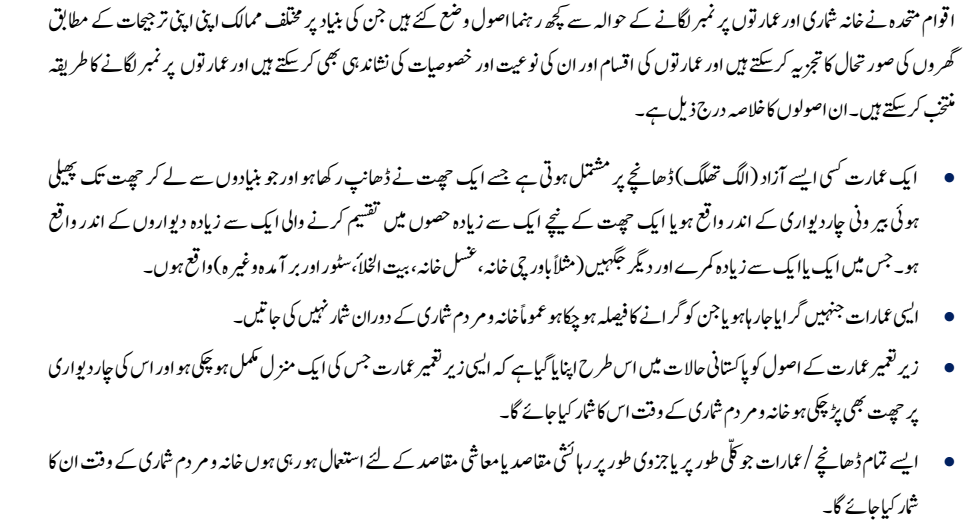 اقوام متحدہ نے خانہ شماری اور عمارتوں پر نمبر لگانے کے حوالہ سے کچھ رہنما اصول وضع کئے ہیں جن کی بنیاد پر مختلف ممالک اپنی اپنی ترجیحات کے مطابق
گھروں کی صورتحال کا تجزیہ کرسکتے ہیں اور عمارتوں کی اقسام اور ان کی نوعیت اور خصوصیات کی نشاندہی بھی کرسکتے ہیں اور عمارتوں پر نمبر لگانے کا طریقہ
منتخب کرسکتے ہیں۔ ان اصولوں کا خلاصہ درج ذیل ہے۔
• ایک عمارت کسی ایسے آزاد (الگ تھلگ) ڈھانچے پر مشتمل ہوتی ہے جسے ایک چھت نے ڈھانپ رکھا ہو اور جو بنیادوں سے لے کر چھت تک پھیلی
ہوئی بیرونی چاردیواری کے اندر واقع ہو یا ایک چھت کے نیچے ایک سے زیادہ حصوں میں تقسیم کرنے والی ایک سے زیادہ دیواروں کے اندر واقع
ہو۔ جس میں ایک یا ایک سے زیادہ کمرے اور دیگر جگہیں (مثلاً باورچی خانہ، غسل خانہ، بیت الخلأ، سٹور اور برآمدہ وغیرہ) واقع ہوں۔
• ایسی عمارات جنہیں گرایا جارہا ہو یا جن کو گرانے کا فیصلہ ہوچکا ہو عموماً خانہ و مردم شماری کے دوران شمار نہیں کی جاتیں۔
• زیر تعمیر عمارت کے اصول کو پاکستانی حالات میں اس طرح اپنایا گیا ہے کہ ایسی زیر تعمیر عمارت جس کی ایک منزل مکمل ہوچکی ہو اور اس کی چاردیواری
پر چھت بھی پڑچکی ہو خانہ و مردم شماری کے وقت اس کا شمار کیا جائے گا۔
• ایسے تمام ڈھانچے/عمارات جو کلّی طور پر یا جزوی طور پر رہائشی مقاصد یا معاشی مقاصد کے لئے استعمال ہورہی ہوں خانہ و مردم شماری کے وقت ان کا
شمار کیا جائے گا۔